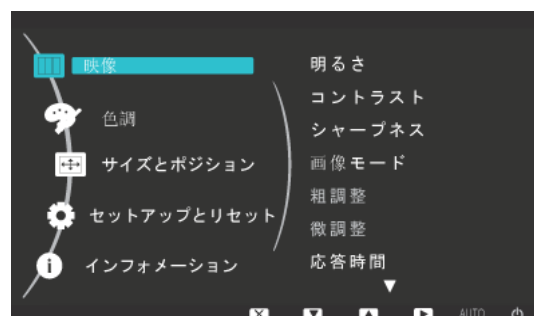 映像
色調
サイズとポジション
セットアップとリセット
インフォメーション
明るさ
コントラスト
シャープネス
画像モード
粗調整
微調整
応答時間
AUTO